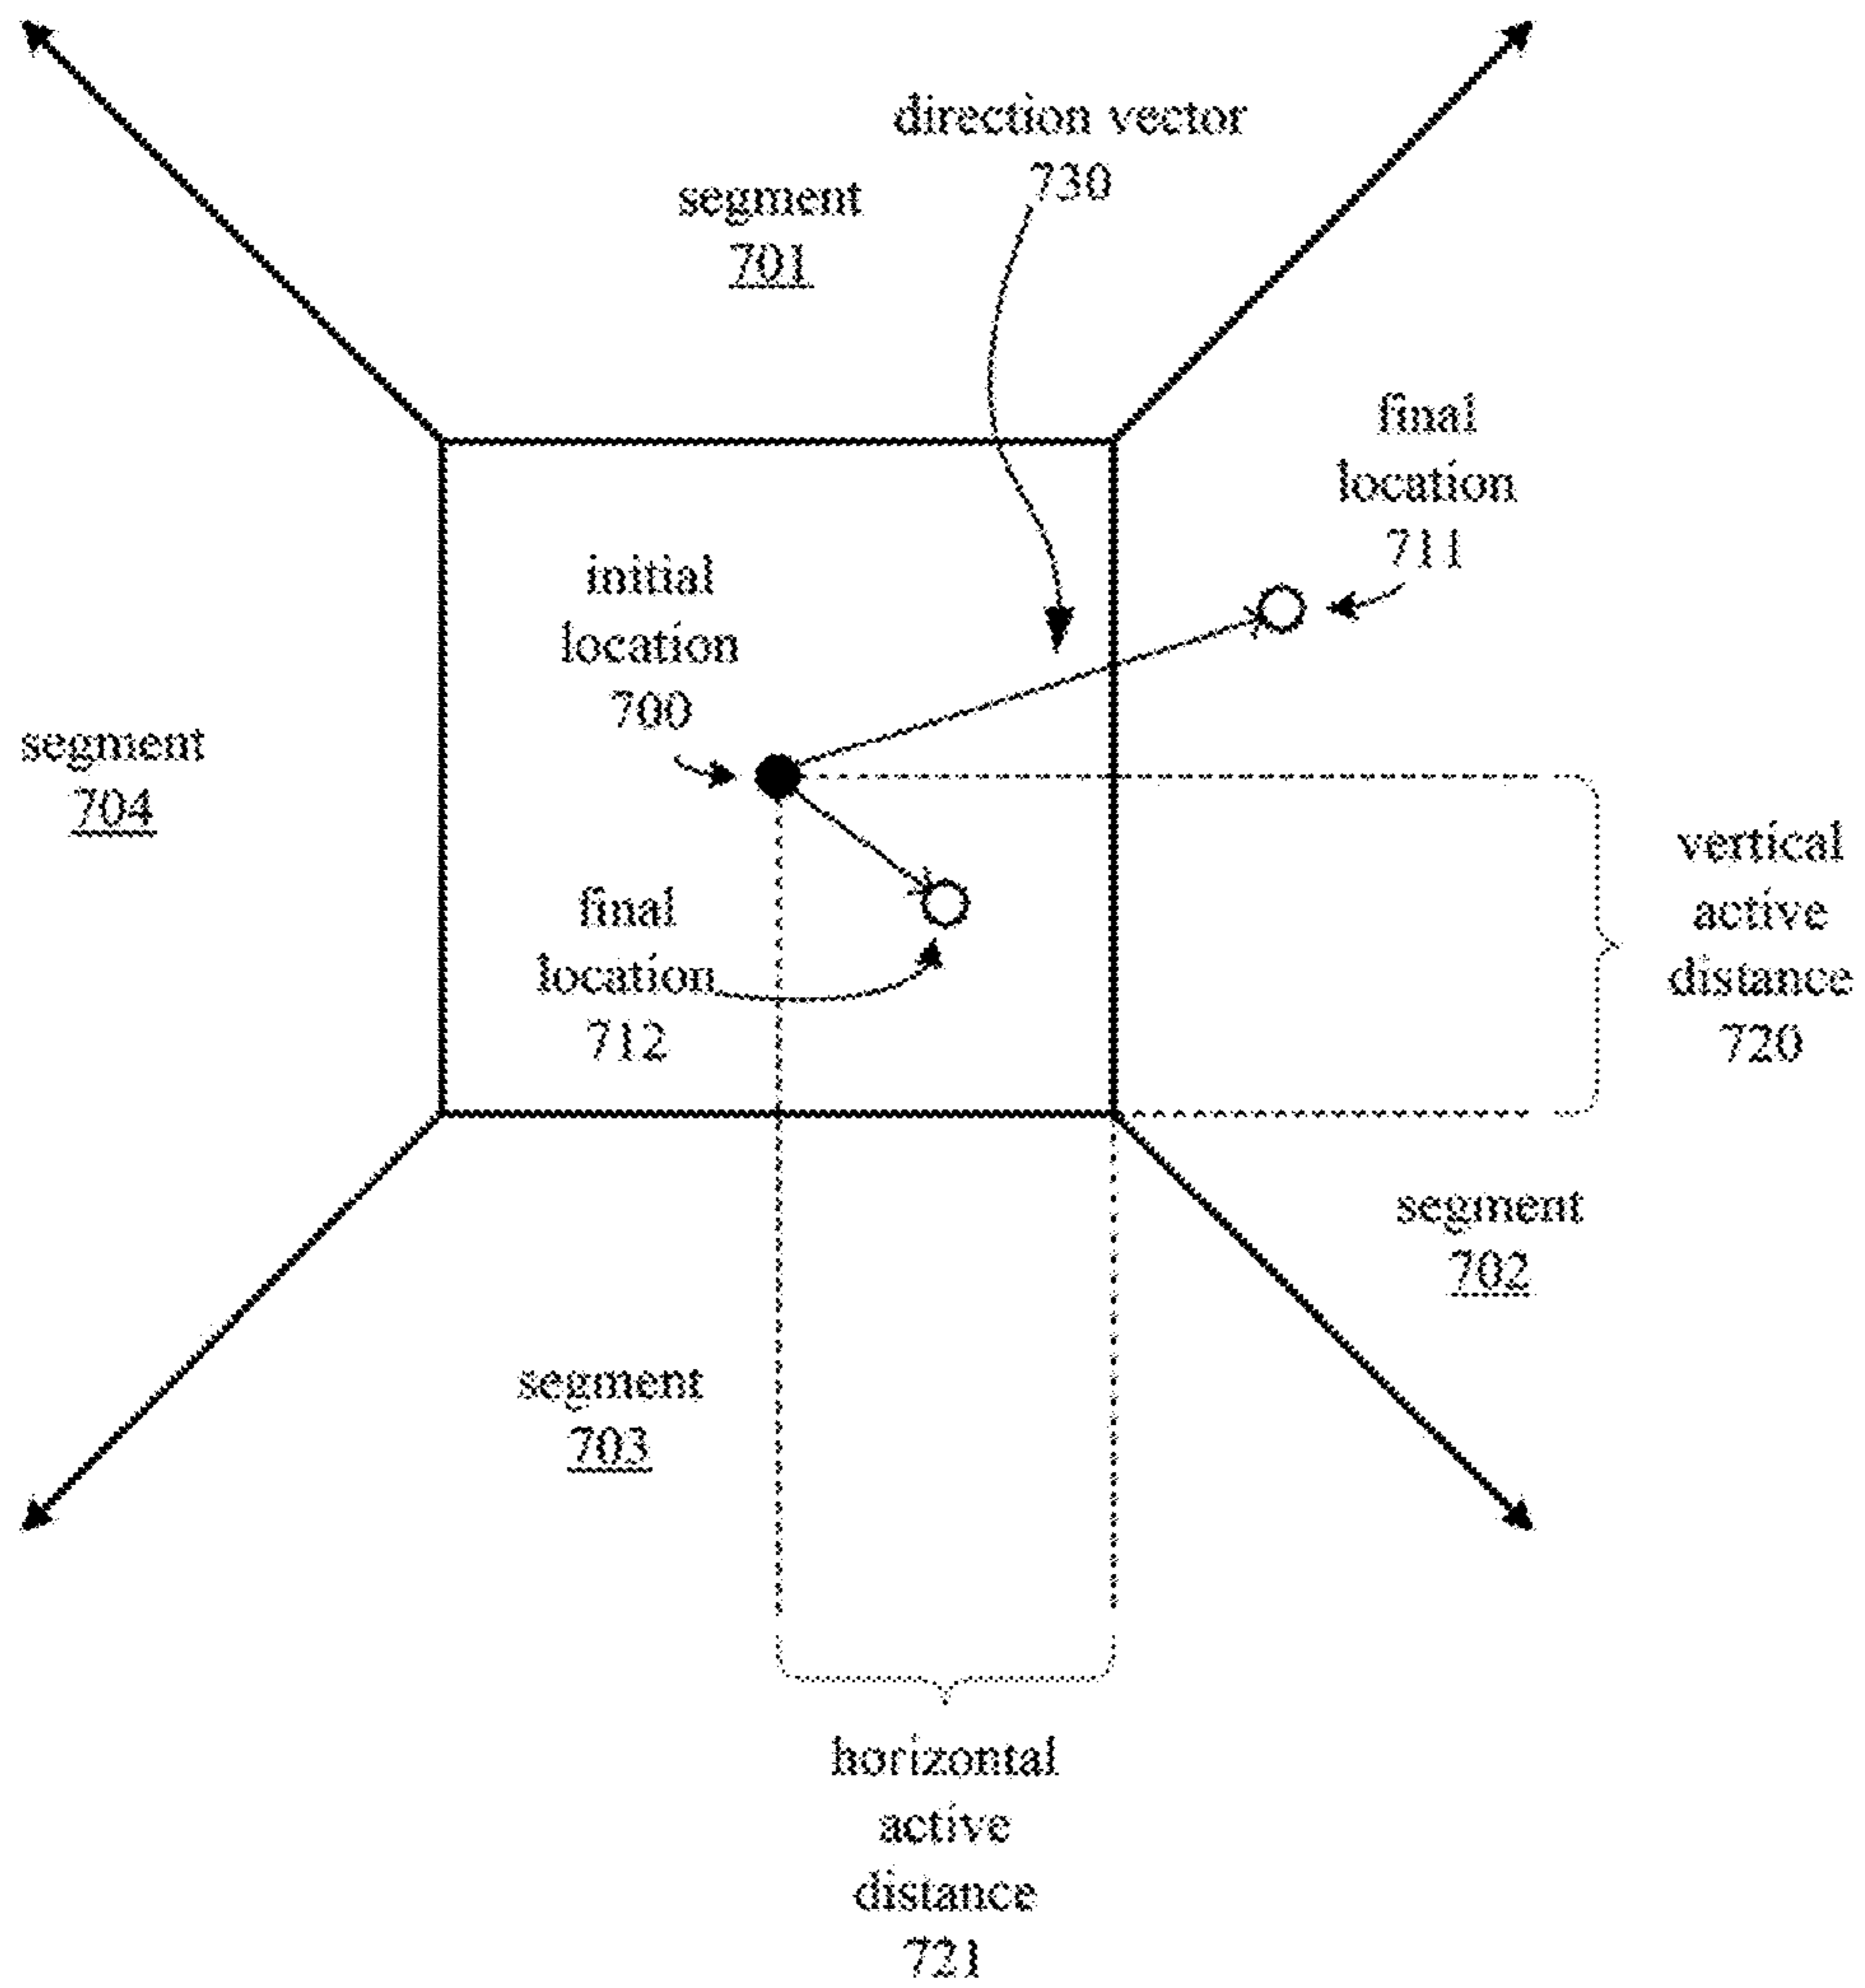 direction vector
730
segment
701
final
location
711
initial
location
700
segment
704
vertical
active
distance
720
final
location
712
segment
702
segment
703
horizontal
active
distance
721